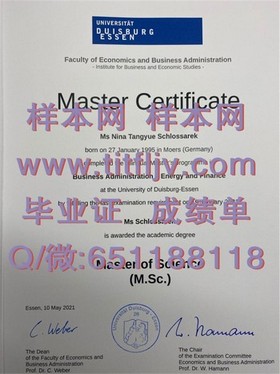 UNIVERSITÄT
DUISBURG
ESSEN
Faculty of Economics and Business Administration
- Institute for Business and Economic Studies -
Master Certificate
样本网 样本网
Ms Nina Tangyue Schlossarek
born on 27 January 1995 in Moers (Germany)
Business Administration Energy and Finance
at the University of Duisburg-Essen
毕业证 成绩单
Ms Schlossarek
is awarded the academic degree
Q/微:651188118
Master of Science
(M.Sc.)
Essen, 10 May 2021
The Dean
of the Faculty of Economics and
Business Administration
Prof. Dr. C. Weber
The Chair
of the Examination Committee
Economics and Business Administration
Prof. Dr. W. Hamann